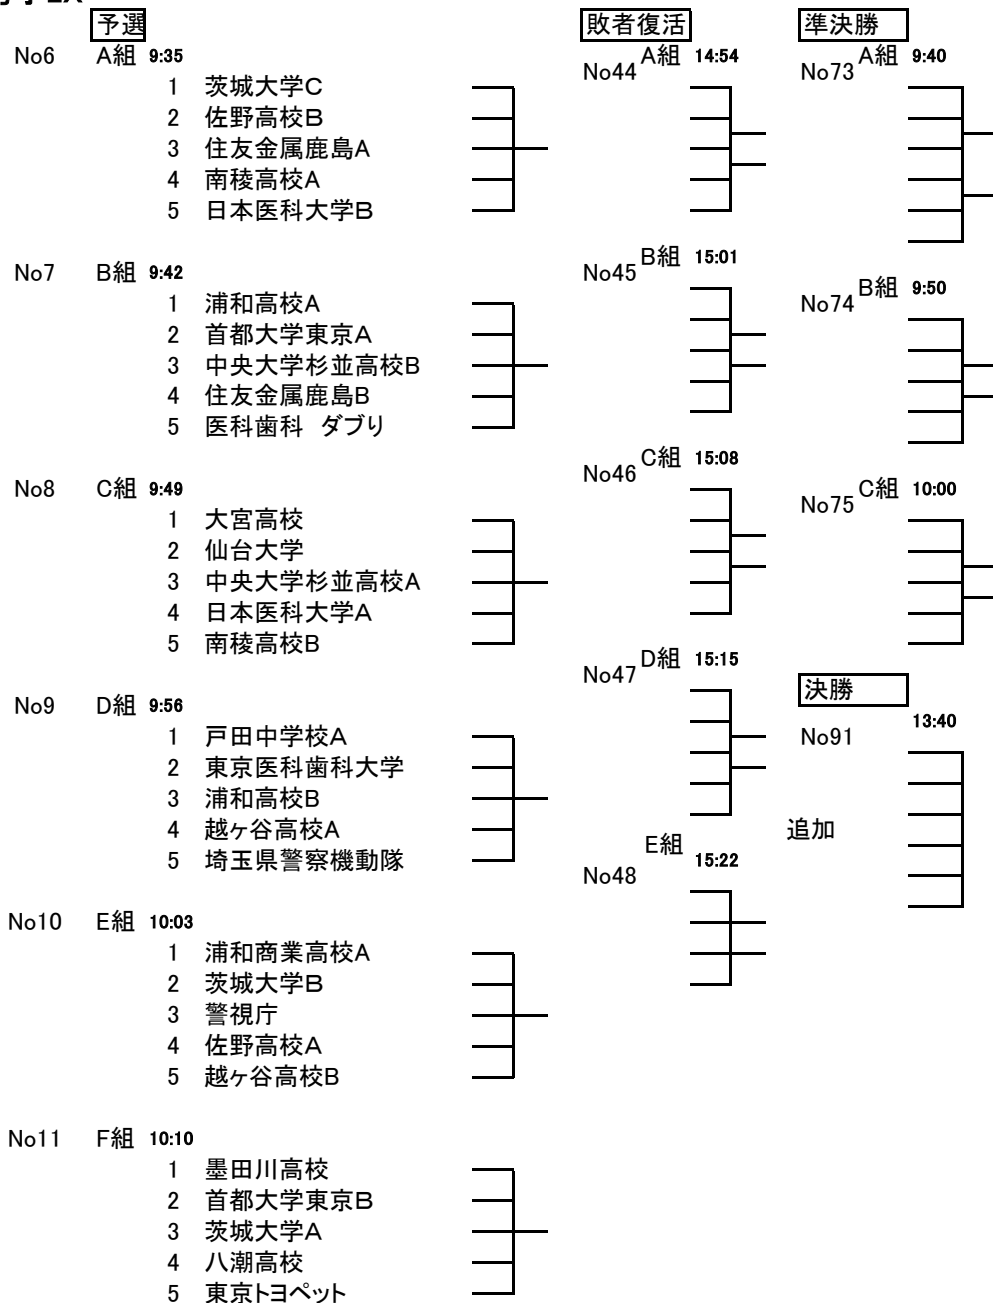 予選
No6 A組 9:35
1 茨城大学C
2 佐野高校B
3 住友金属鹿島A
4 南稜高校A
5 日本医科大学B
No7 B組 9:42
1 浦和高校A
2 首都大学東京A
3 中央大学杉並高校B
4 住友金属鹿島B
5 医科歯科 ダブり
No8 C組 9:49
1 大宮高校
2 仙台大学
3 中央大学杉並高校A
4 日本医科大学A
5 南稜高校B
No9 D組 9:56
1 戸田中学校A
2 東京医科歯科大学
3 浦和高校B
4 越ヶ谷高校A
5 埼玉県警察機動隊
No10 E組 10:03
1 浦和商業高校A
2 茨城大学B
3 警視庁
4 佐野高校A
5 越ヶ谷高校B
No11 F組 10:10
1 墨田川高校
2 首都大学東京B
3 茨城大学A
4 八潮高校
5 東京トヨペット
敗者復活
No44 A組 14:54
No45 B組 15:01
No46 C組 15:08
No47 D組 15:15
No48 E組 15:22
準決勝
No73 A組 9:40
No74 B組 9:50
No75 C組 10:00
決勝
No91 13:40
追加